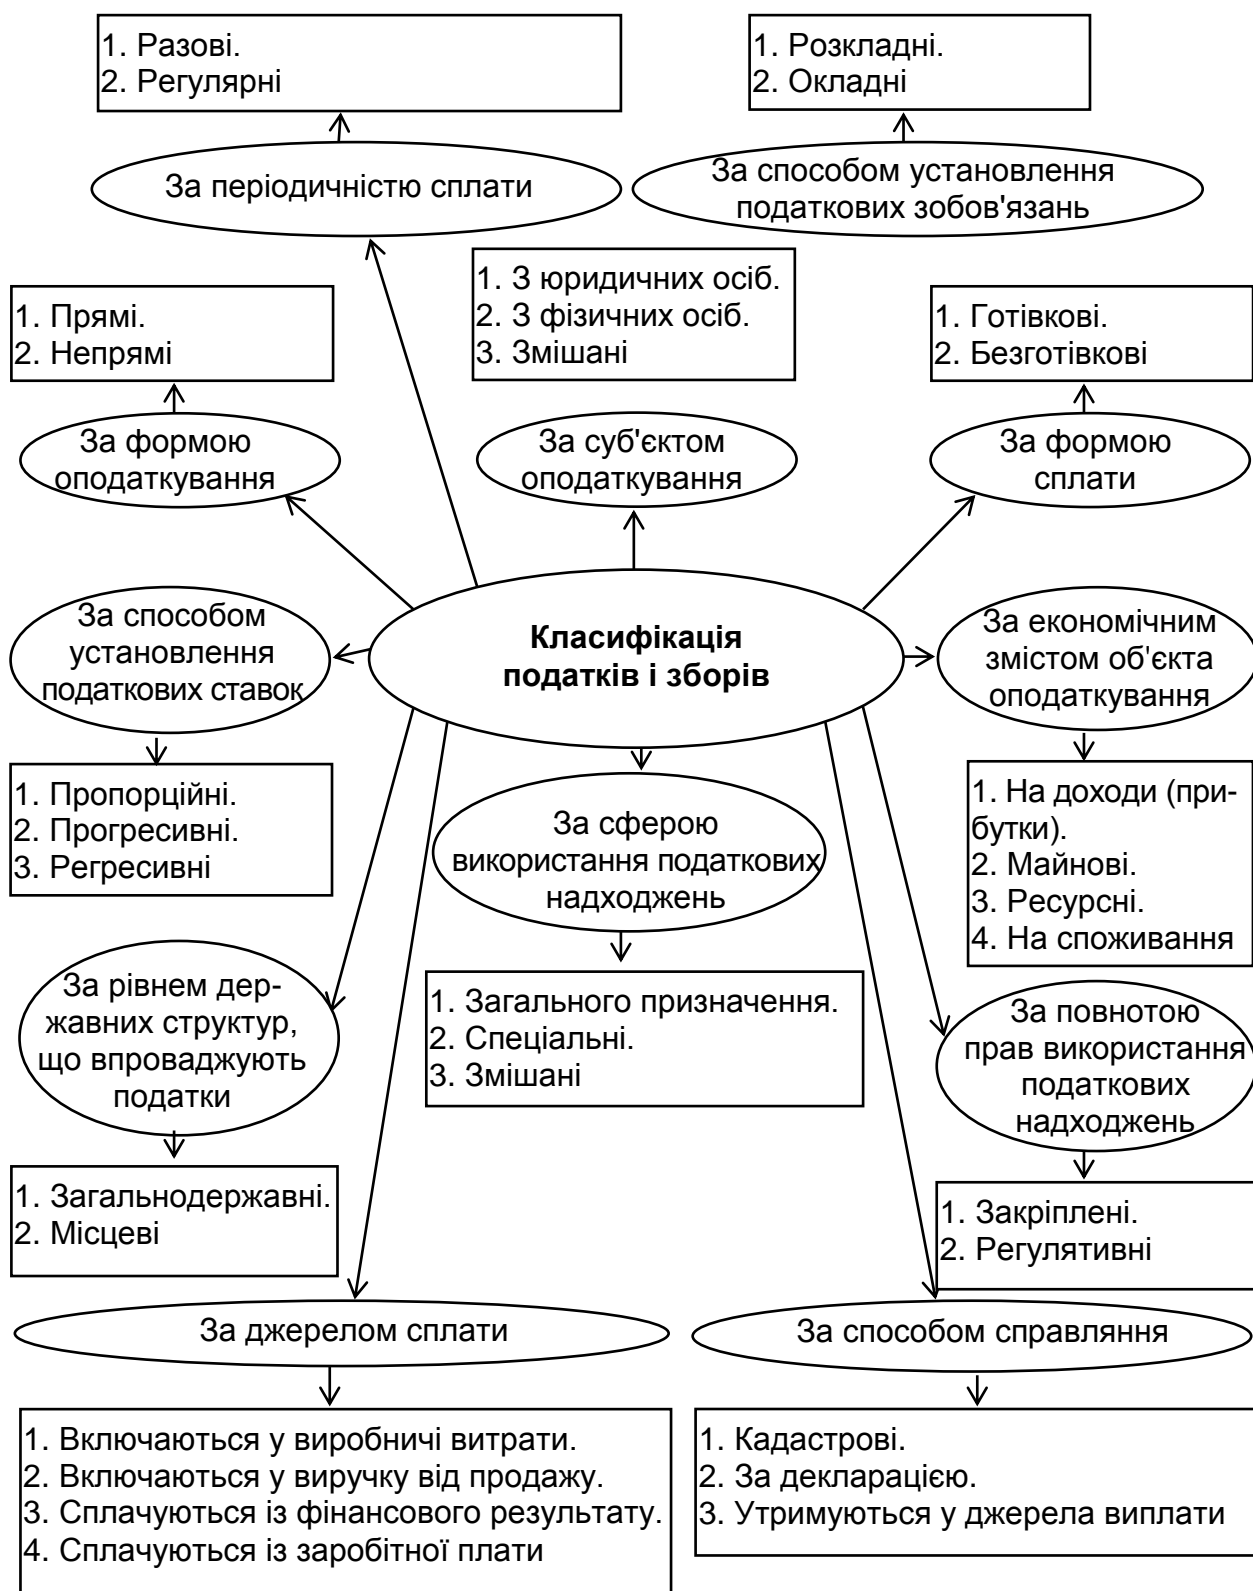 1. Разові.
2. Регулярні
1. Розкладні.
2. Окладні
За періодичністю сплати
За способом установлення
податкових зобов'язань
1. З юридичних осіб.
2. З фізичних осіб.
3. Змішані
1. Прямі.
2. Непрямі
1. Готівкові.
2. Безготівкові
За формою
оподаткування
За суб'єктом
оподаткування
За формою
сплати
За способом
установлення
податкових ставок
Класифікація
податків і зборів
За економічним
змістом об'єкта
оподаткування
1. Пропорційні.
2. Прогресивні.
3. Регресивні
За сферою
використання податкових
надходжень
1. На доходи (при-
бутки).
2. Майнові.
3. Ресурсні.
4. На споживання
За рівнем дер-
жавних структур,
що впроваджують
податки
1. Загального призначення.
2. Спеціальні.
3. Змішані
За повнотою
прав використання
податкових
надходжень
1. Загальнодержавні.
2. Місцеві
1. Закріплені.
2. Регулятивні
За джерелом сплати
За способом справляння
1. Включаються у виробничі витрати.
2. Включаються у виручку від продажу.
3. Сплачуються із фінансового результату.
4. Сплачуються із заробітної плати
1. Кадастрові.
2. За декларацією.
3. Утримуються у джерела виплати